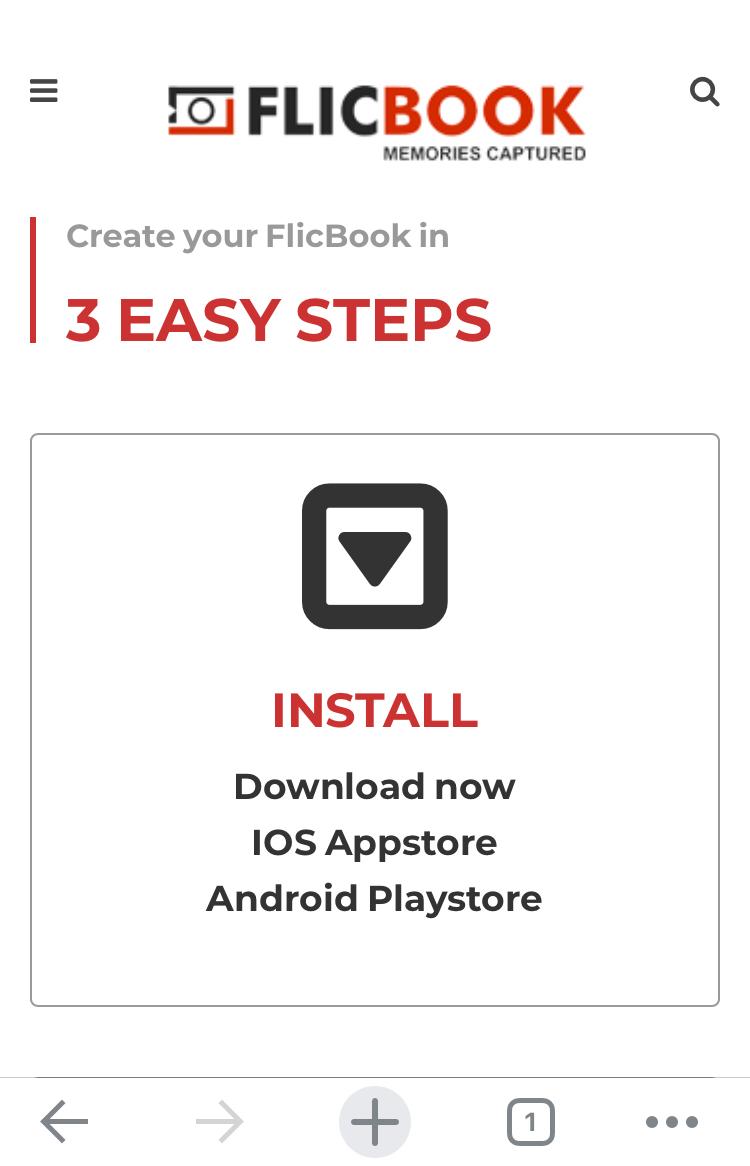 FLICBOOK
MEMORIES CAPTURED
Create your FlicBook in
3 EASY STEPS
INSTALL
Download now
IOS Appstore
Android Playstore
1